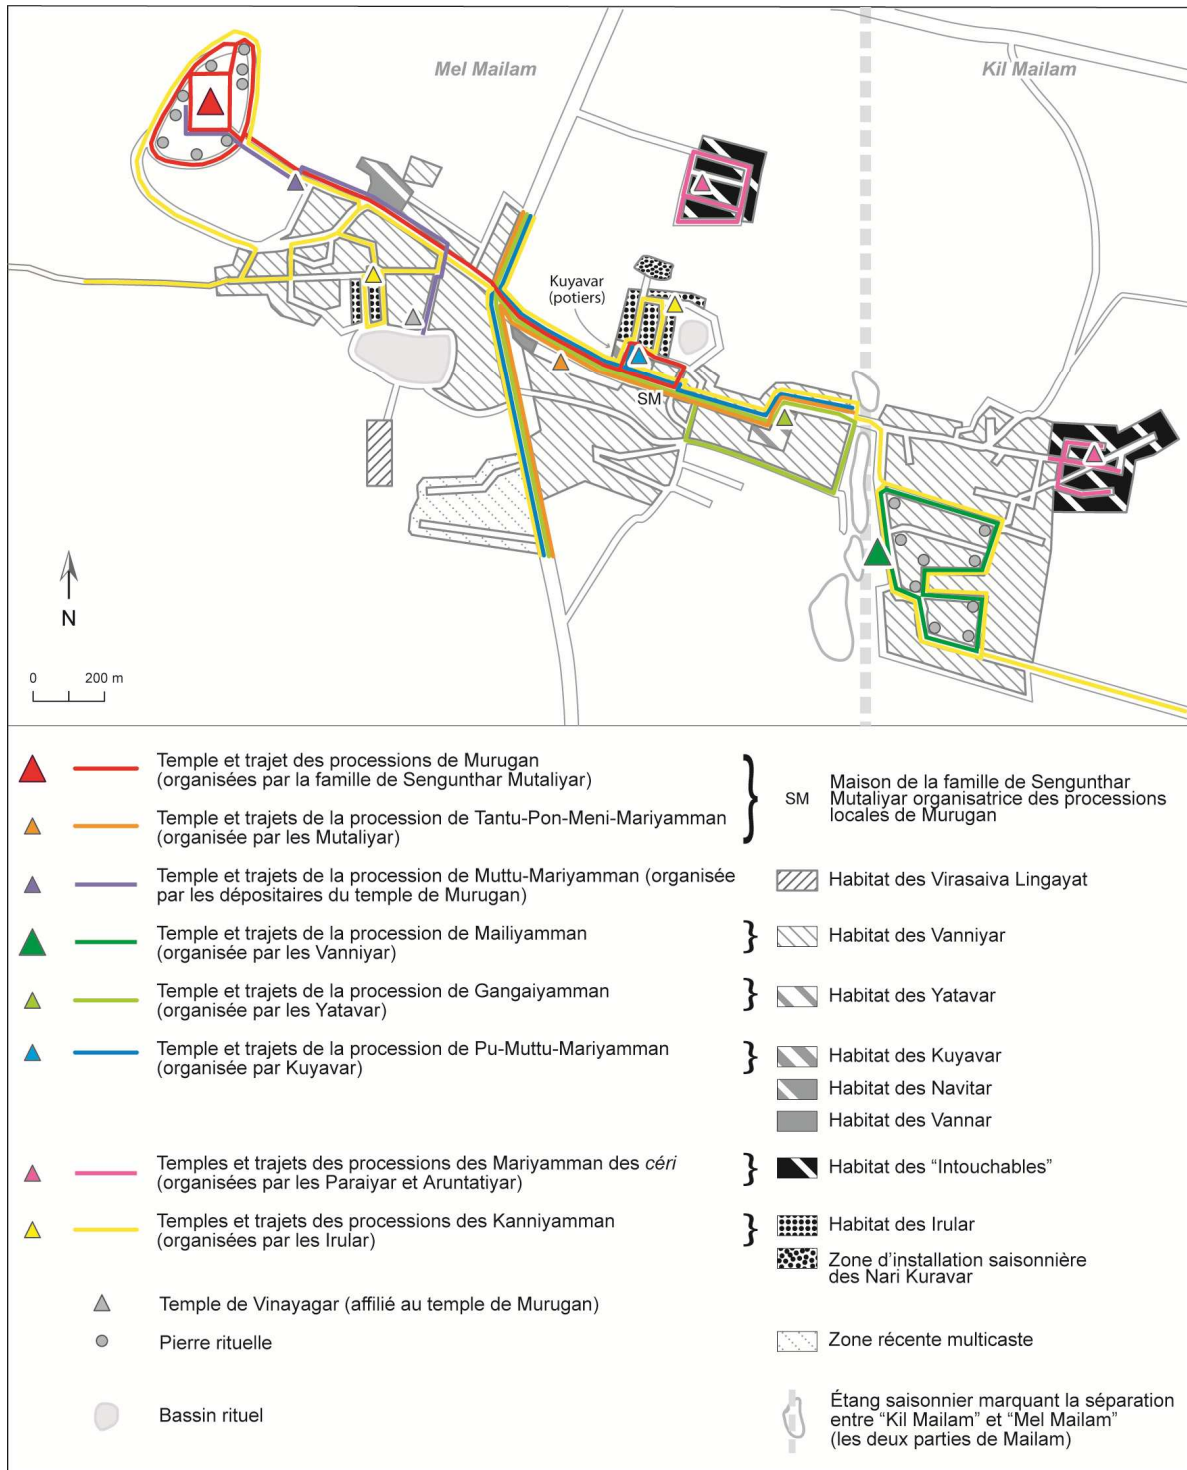 Mel Mailam
Kil Mailam
Kuyavar
(potiers)
SM
N
0 200 m
Temple et trajet des processions de Murugan
(organisées par la famille de Sengunthar Mutaliyar)
Temple et trajets de la procession de Tantu-Pon-Meni-Mariyamman
(organisée par les Mutaliyar)
SM
Maison de la famille de Sengunthar
Mutaliyar organisatrice des processions
locales de Murugan
Temple et trajets de la procession de Muttu-Mariyamman (organisée
par les dépositaires du temple de Murugan)
Habitat des Virasaiva Lingayat
Temple et trajets de la procession de Mailiyamman
(organisée par les Vanniyar)
Habitat des Vanniyar
Temple et trajets de la procession de Gangaiyamman
(organisée par les Yatavar)
Habitat des Yatavar
Temple et trajets de la procession de Pu-Muttu-Mariyamman
(organisée par Kuyavar)
Habitat des Kuyavar
Habitat des Navitar
Habitat des Vannar
Temples et trajets des processions des Mariyamman des céri
(organisées par les Paraiyar et Aruntatiyar)
Habitat des “Intouchables”
Temples et trajets des processions des Kanniyamman
(organisées par les Irular)
Habitat des Irular
Zone d’installation saisonnière
des Nari Kuravar
Temple de Vinayagar (affilié au temple de Murugan)
Pierre rituelle
Zone récente multicaste
Bassin rituel
Étang saisonnier marquant la séparation
entre “Kil Mailam” et “Mel Mailam”
(les deux parties de Mailam)